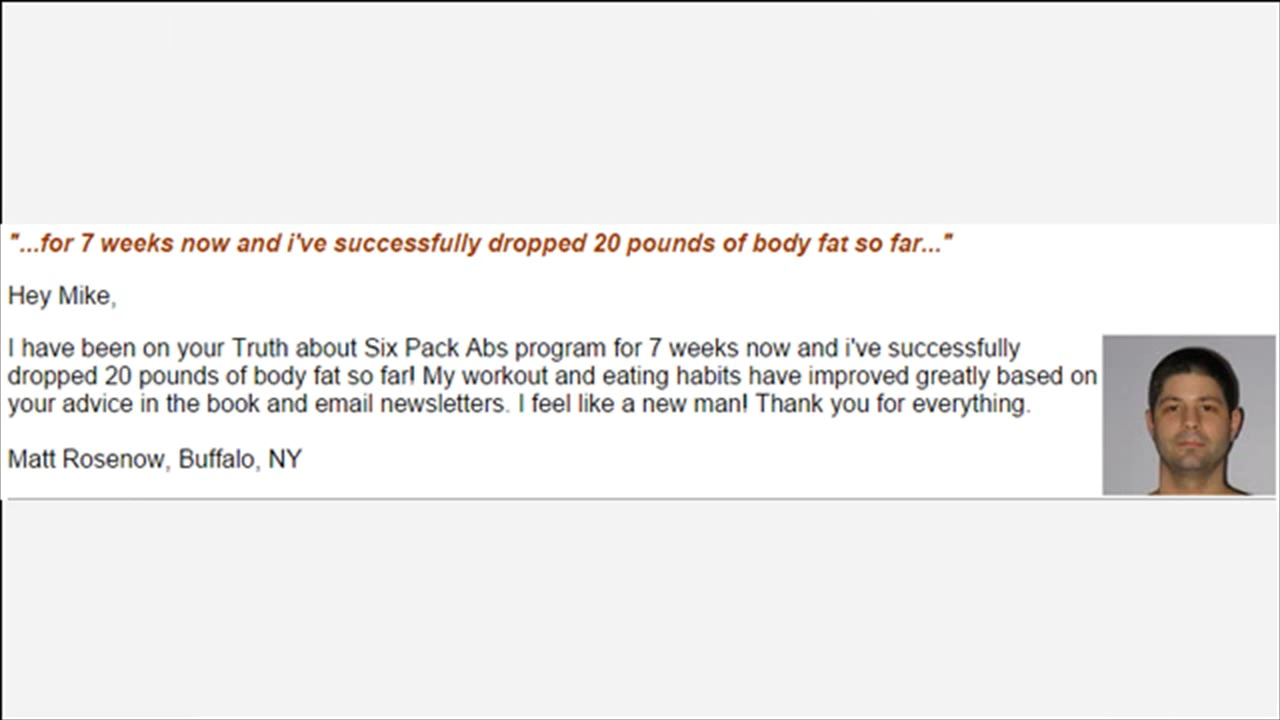 "...for 7 weeks now and i've successfully dropped 20 pounds of body fat so far..."
Hey Mike,
I have been on your Truth about Six Pack Abs program for 7 weeks now and i've successfully
dropped 20 pounds of body fat so far! My workout and eating habits have improved greatly based on
your advice in the book and email newsletters. I feel like a new man! Thank you for everything.
Matt Rosenow, Buffalo, NY